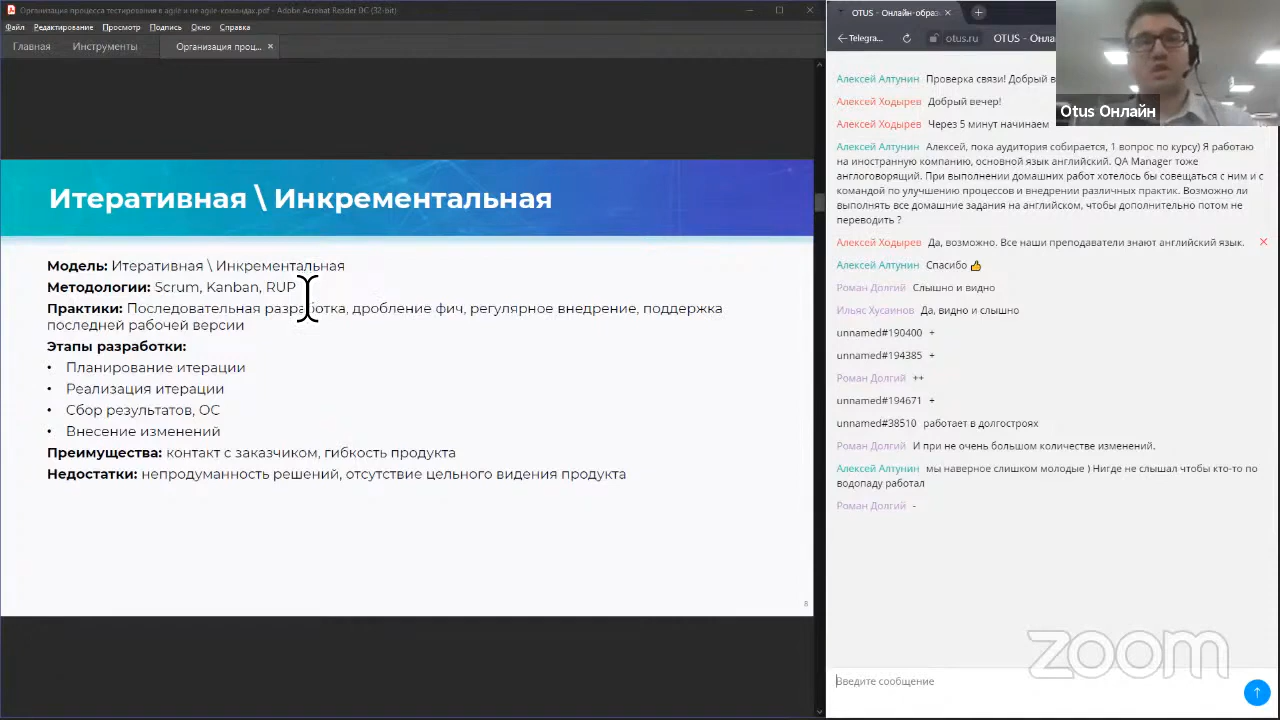 Организация процесса тестирования в agile и не agile-командах.pdf - Adobe Acrobat Reader DC (32-bit)
Файл Редактирование Просмотр Подпись Окно Справка
Главная Инструменты Организация проц... ×
Итеративная \ Инкрементальная
Модель: Итеративная \ Инкрементальная
Методологии: Scrum, Kanban, RUP
Практики: Последовательная разработка, дробление фич, регулярное внедрение, поддержка
последней рабочей версии
Этапы разработки:
• Планирование итерации
• Реализация итерации
• Сбор результатов, ОС
• Внесение изменений
Преимущества: контакт с заказчиком, гибкость продукта
Недостатки: непродуманность решений, отсутствие цельного видения продукта
8
OTUS - Онлайн-образ
Telegra... otus.ru OTUS - Онла
Otus Онлайн
Алексей Алтунин Проверка связи! Добрый в
Алексей Ходырев Добрый вечер!
Алексей Ходырев Через 5 минут начинаем
Алексей Алтунин Алексей, пока аудитория собирается, 1 вопрос по курсу) Я работаю
на иностранную компанию, основной язык английский. QA Manager тоже
англоговорящий. При выполнении домашних работ хотелось бы совещаться с ним и с
командой по улучшению процессов и внедрении различных практик. Возможно ли
выполнять все домашние задания на английском, чтобы дополнительно потом не
переводить ?
Алексей Ходырев Да, возможно. Все наши преподаватели знают английский язык.
Алексей Алтунин Спасибо 👍
Роман Долгий Слышно и видно
Ильяс Хусаинов Да, видно и слышно
unnamed#190400 +
unnamed#194385 +
Роман Долгий ++
unnamed#194671 +
unnamed#38510 работает в долгостроях
Роман Долгий И при не очень большом количестве изменений.
Алексей Алтунин мы наверное слишком молодые ) Нигде не слышал чтобы кто-то по
водопаду работал
Роман Долгий -
zoom
Введите сообщение